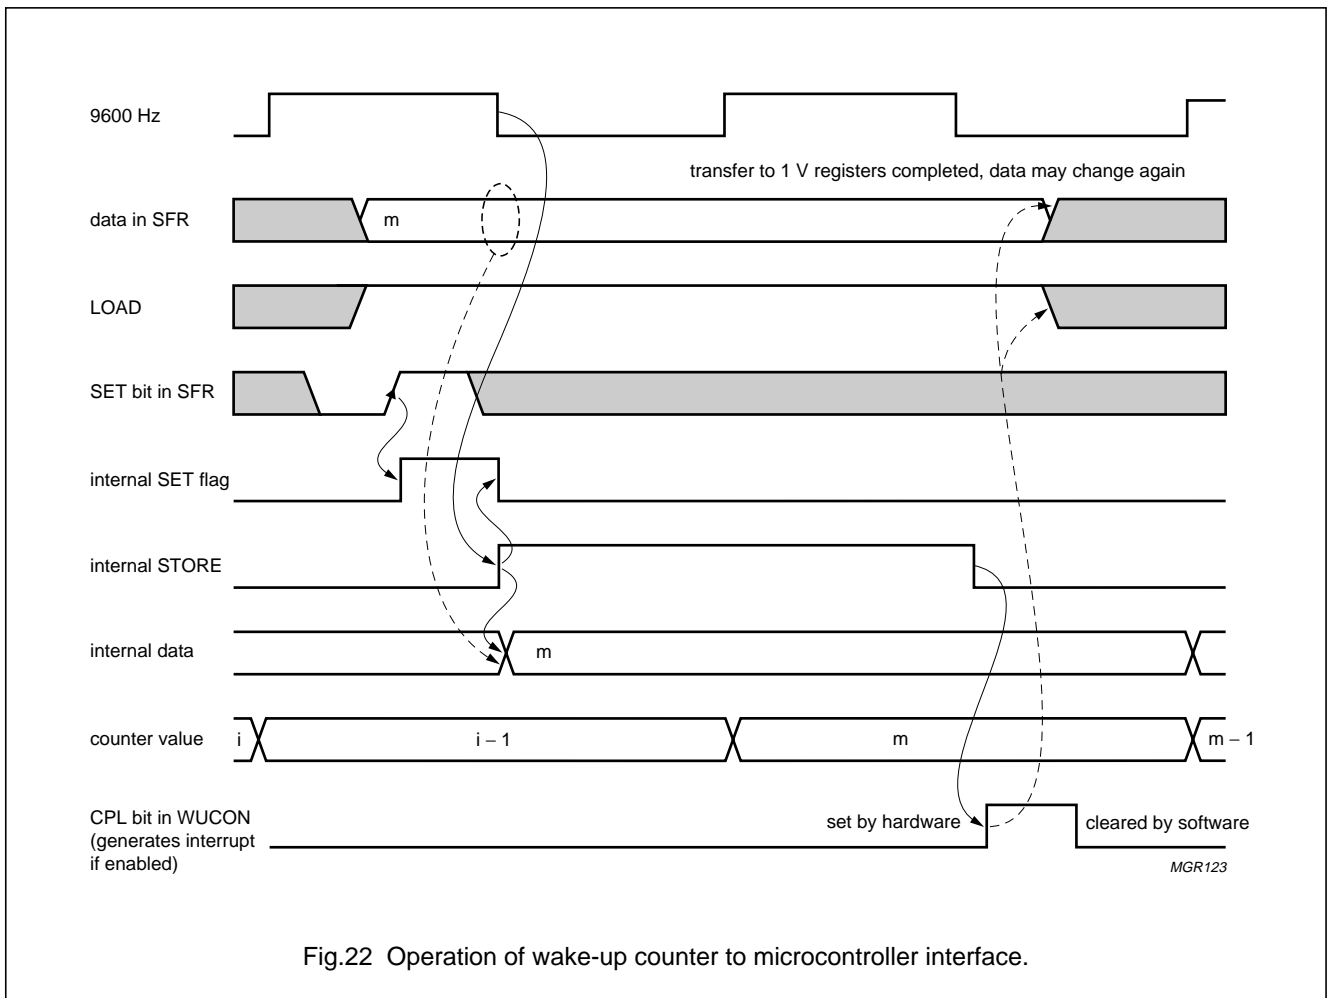 9600 Hz
transfer to 1 V registers completed, data may change again
data in SFR
m
LOAD
SET bit in SFR
internal SET flag
internal STORE
internal data
m
counter value
i
i – 1
m
m – 1
CPL bit in WUCON
(generates interrupt
if enabled)
set by hardware
cleared by software
MGR123
Fig.22 Operation of wake-up counter to microcontroller interface.